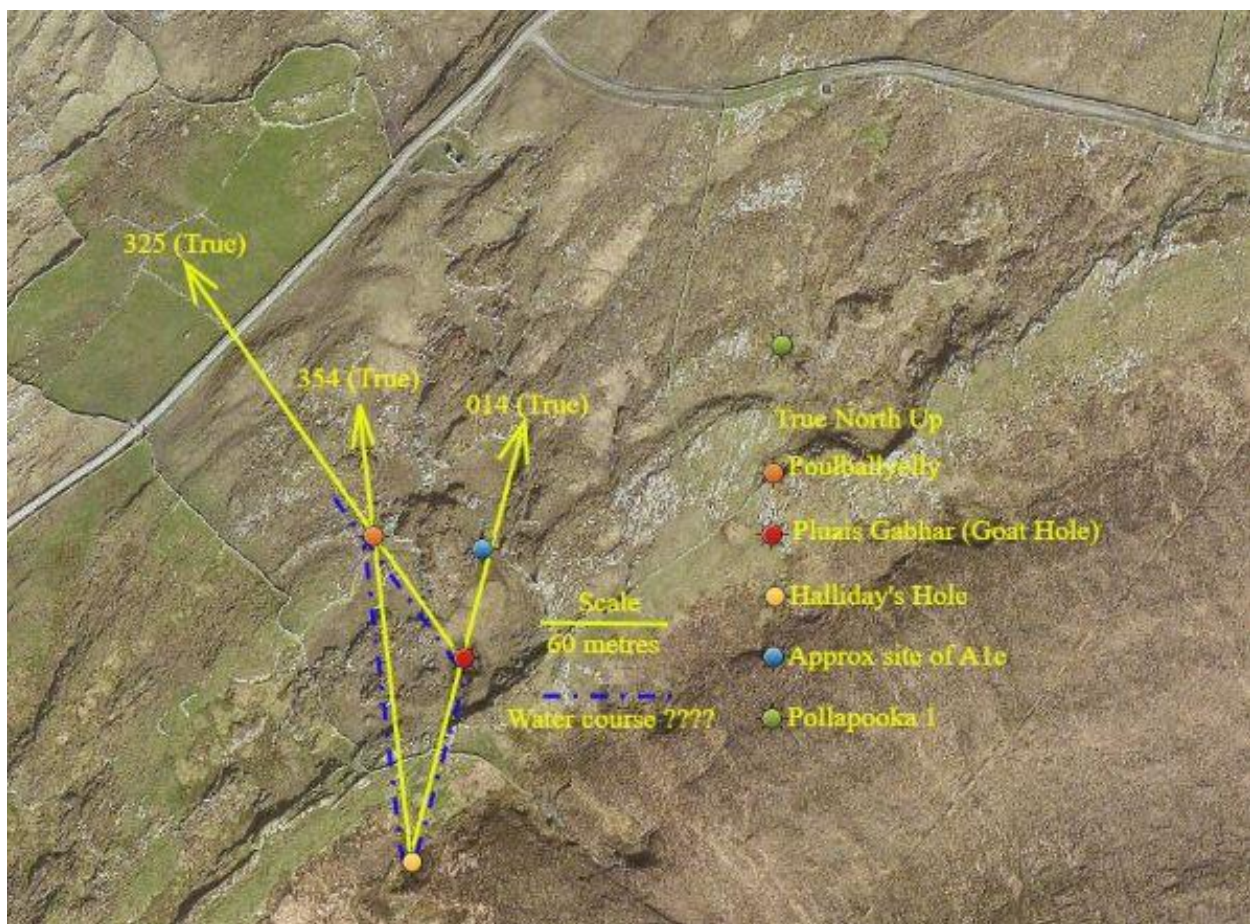 325 (True)
354 (True)
014 (True)
True North Up
Poulballyelly
Pluais Gabhar (Goat Hole)
Scale
60 metres
Halliday's Hole
Approx site of A1e
Water course ????
Pollapooka 1